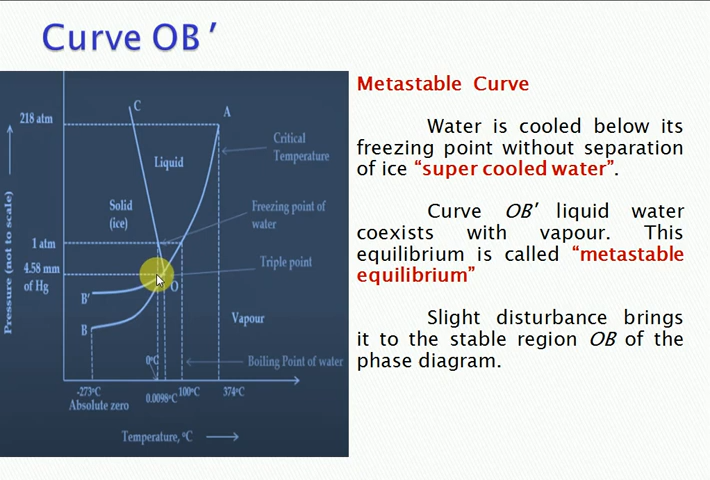 Curve OB′
C
A
218 atm
Critical
Temperature
Liquid
Solid
(ice)
Freezing point of
water
1 atm
4.58 mm
of Hg
Triple point
O
B'
B
Vapour
0°C
Boiling Point of water
-273°C
Absolute zero
0.0098°C
100°C
374°C
Temperature, °C
Pressure (not to scale)
Metastable Curve
Water is cooled below its
freezing point without separation
of ice “super cooled water”.
Curve OB’ liquid water
coexists with vapour. This
equilibrium is called “metastable
equilibrium”
Slight disturbance brings
it to the stable region OB of the
phase diagram.